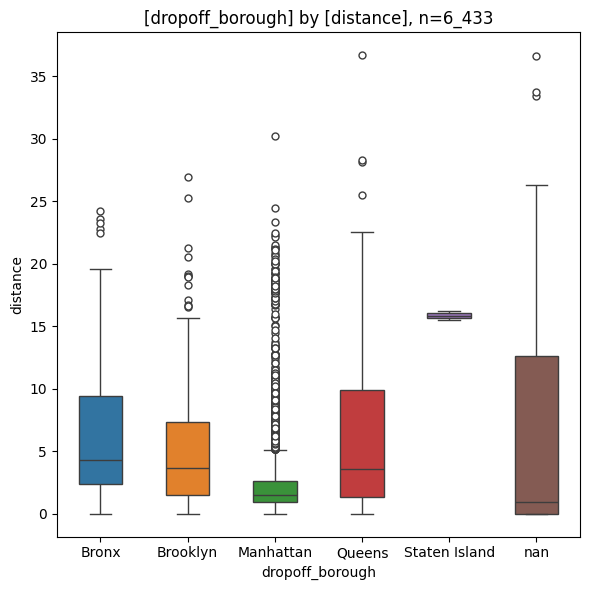 [dropoff_borough] by [distance], n=6_433
distance
35
30
25
20
15
10
5
0
Bronx Brooklyn Manhattan Queens Staten Island nan
dropoff_borough